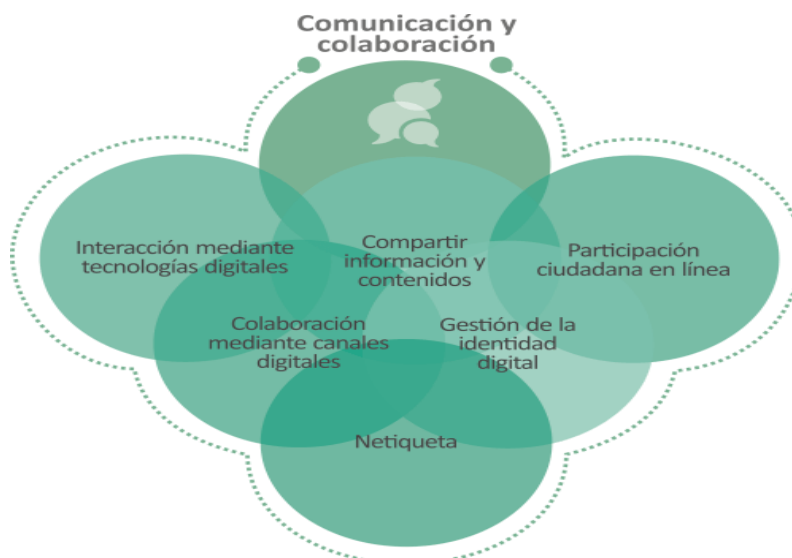 Comunicación y
colaboración
Interacción mediante
tecnologías digitales
Compartir
información y
contenidos
Participación
ciudadana en línea
Colaboración
mediante canales
digitales
Gestión de la
identidad
digital
Netiqueta